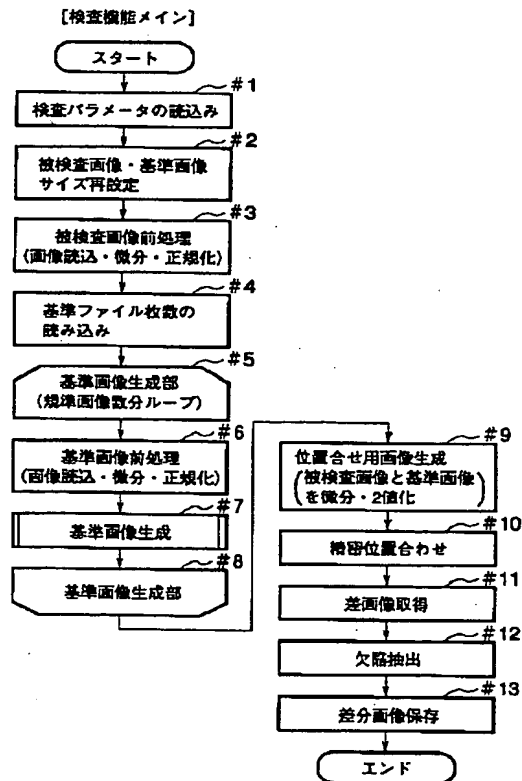 [検査機能メイン]
スタート
#1
検査パラメータの読込み
#2
被検査画像・基準画像
サイズ再設定
#3
被検査画像前処理
(画像読込・微分・正規化)
#4
基準ファイル枚数の
読み込み
#5
基準画像生成部
(規準画像数分ループ)
#6
基準画像前処理
(画像読込・微分・正規化)
#7
基準画像生成
#8
基準画像生成部
#9
位置合せ用画像生成
(被検査画像と基準画像
を微分・2値化)
#10
精密位置合わせ
#11
差画像取得
#12
欠陥抽出
#13
差分画像保存
エンド